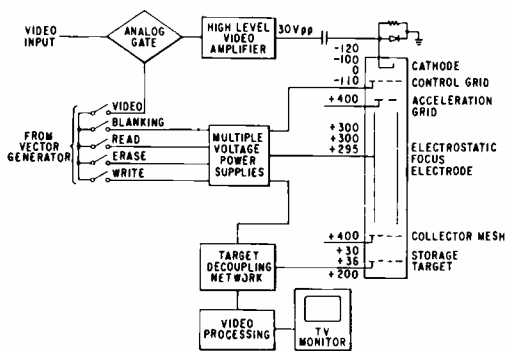 VIDEO
INPUT
ANALOG
GATE
HIGH LEVEL
VIDEO
AMPLIFIER
30Vpp
-120
-100
0
-110
+400
+300
+300
+295
+400
+30
+36
+200
CATHODE
CONTROL GRID
ACCELERATION
GRID
ELECTROSTATIC
FOCUS
ELECTRODE
COLLECTOR MESH
STORAGE
TARGET
FROM
VECTOR
GENERATOR
VIDEO
BLANKING
READ
ERASE
WRITE
MULTIPLE
VOLTAGE
POWER
SUPPLIES
TARGET
DECOUPLING
NETWORK
VIDEO
PROCESSING
TV
MONITOR